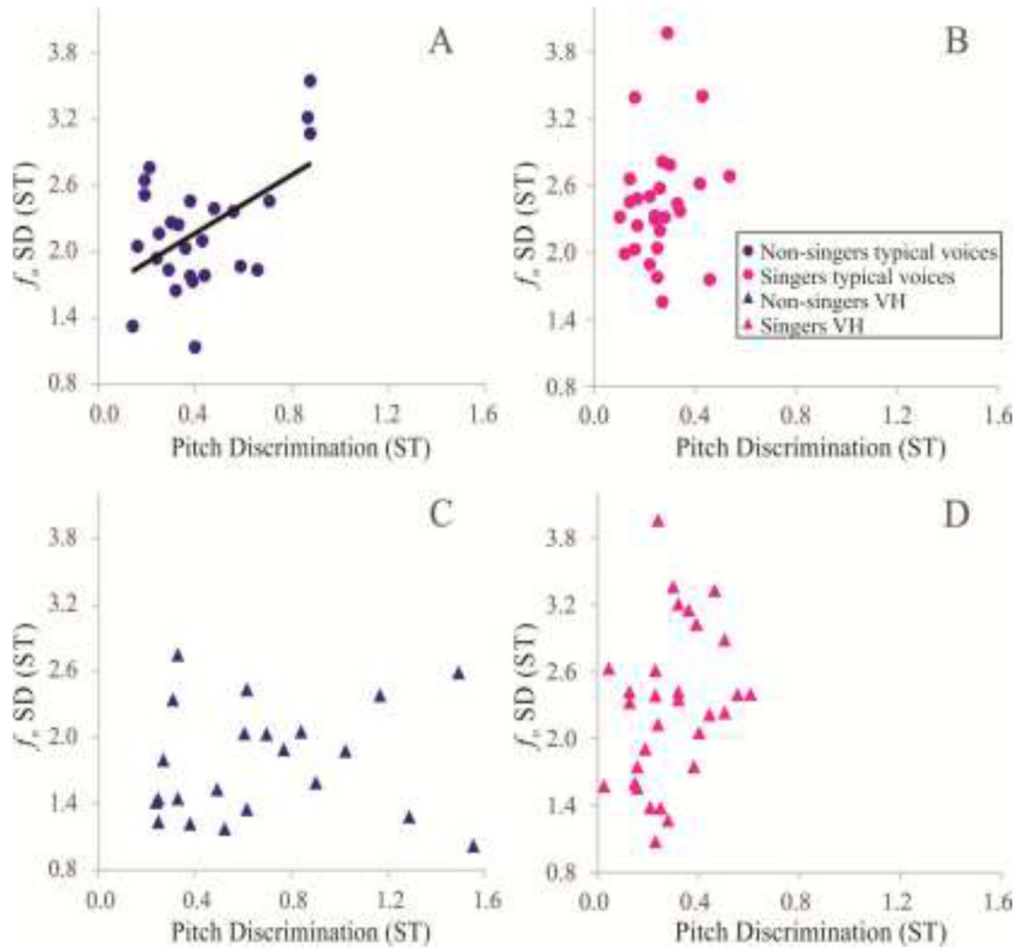 A
3.8
3.2
2.6
2.0
1.4
0.8
fo SD (ST)
0.0 0.4 0.8 1.2 1.6
Pitch Discrimination (ST)
B
3.8
3.2
2.6
2.0
1.4
0.8
fo SD (ST)
Non-singers typical voices
Singers typical voices
Non-singers VH
Singers VH
0.0 0.4 0.8 1.2 1.6
Pitch Discrimination (ST)
C
3.8
3.2
2.6
2.0
1.4
0.8
fo SD (ST)
0.0 0.4 0.8 1.2 1.6
Pitch Discrimination (ST)
D
3.8
3.2
2.6
2.0
1.4
0.8
fo SD (ST)
0.0 0.4 0.8 1.2 1.6
Pitch Discrimination (ST)